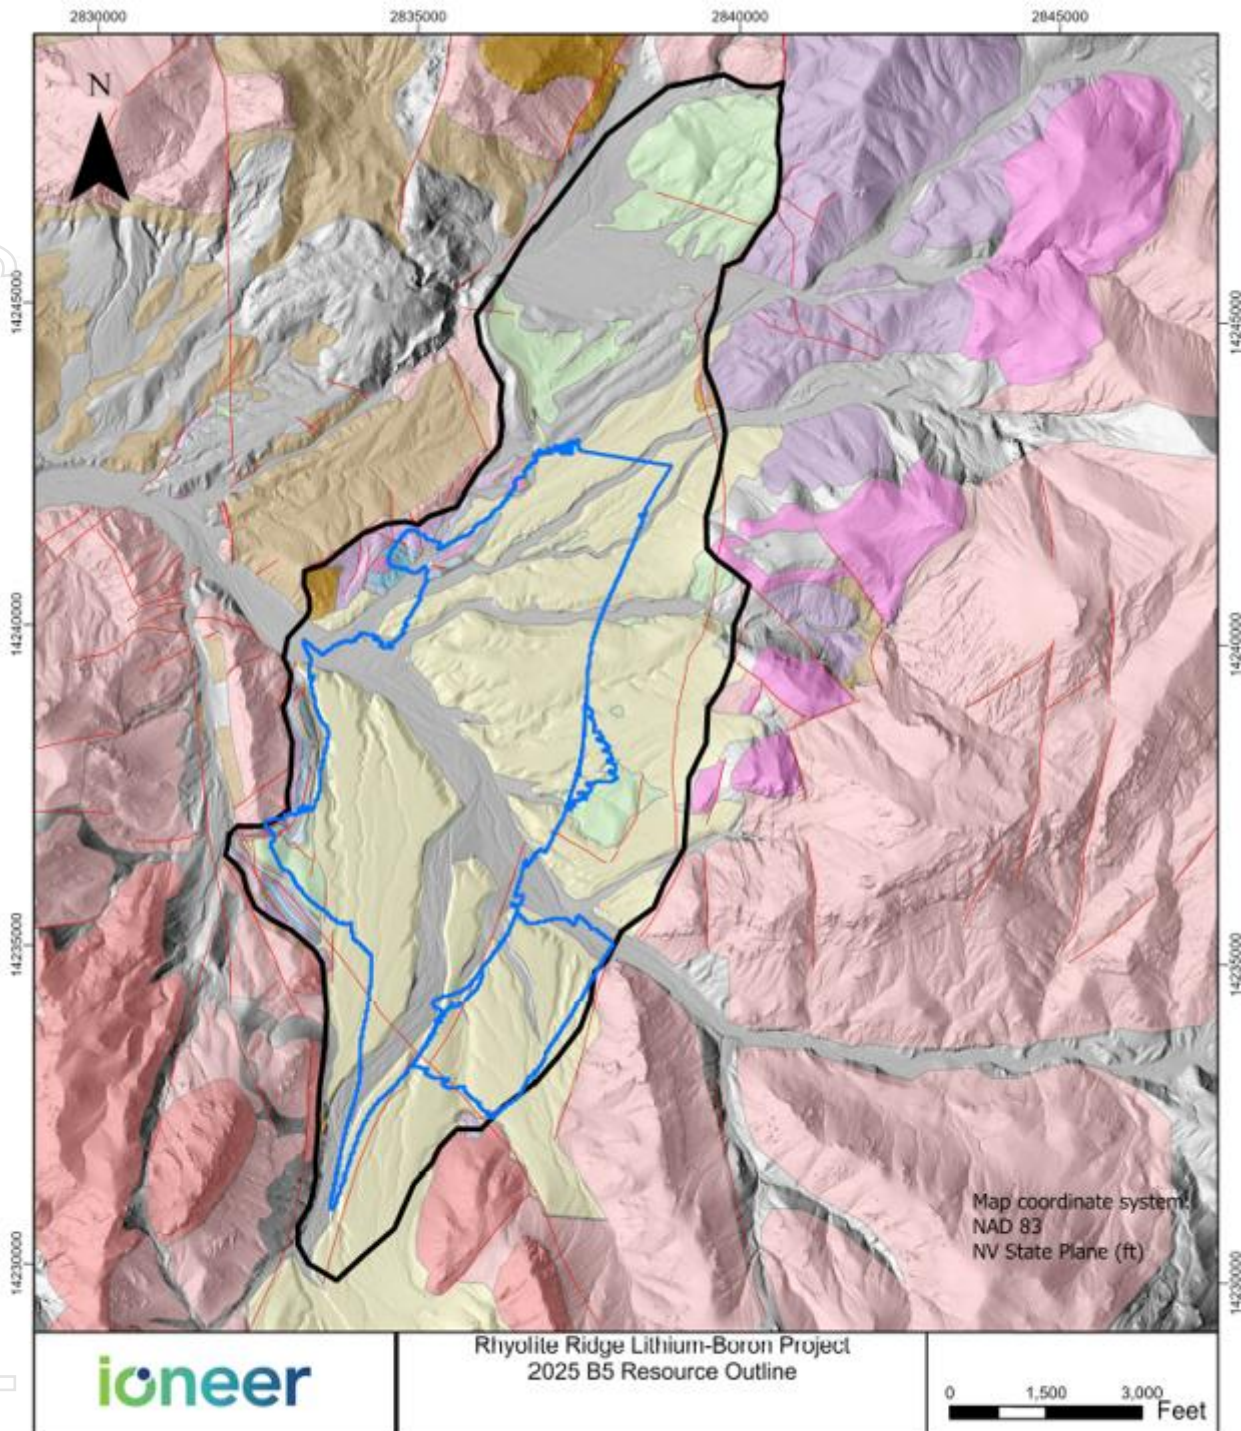 2830000 2835000 2840000 2845000
N
14245000
14245000
14240000
14240000
14235000
14235000
14230000
14230000
Map coordinate system:
NAD 83
NV State Plane (ft)
ioneer
Rhyolite Ridge Lithium-Boron Project
2025 B5 Resource Outline
0 1,500 3,000
Feet